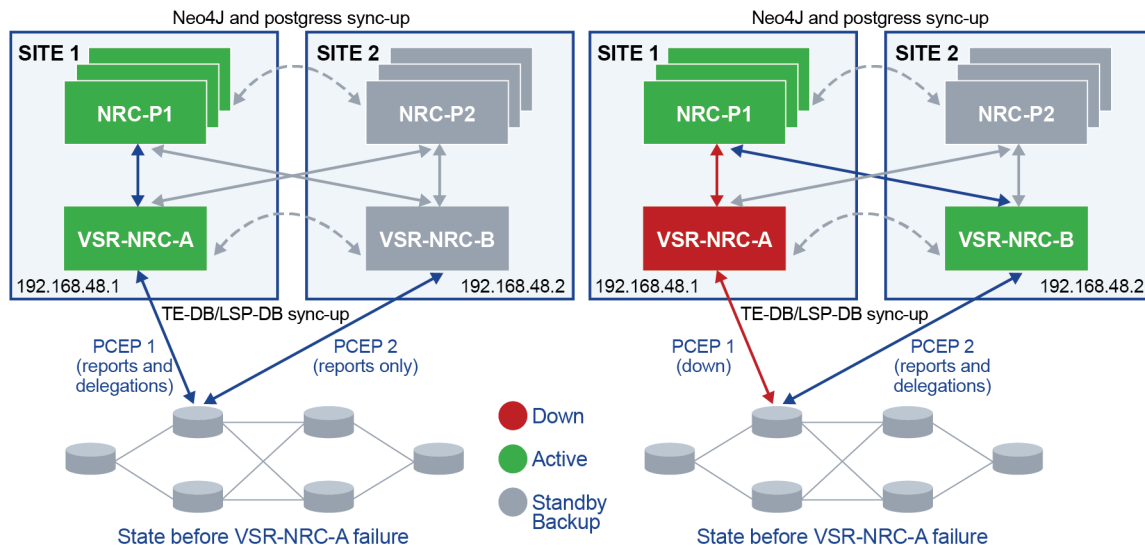 Neo4J and postgress sync-up
SITE 1
SITE 2
NRC-P1
NRC-P2
VSR-NRC-A
VSR-NRC-B
192.168.48.1
192.168.48.2
TE-DB/LSP-DB sync-up
PCEP 1
(reports and
delegations)
PCEP 2
(reports only)
State before VSR-NRC-A failure
Down
Active
Standby
Backup
Neo4J and postgress sync-up
SITE 1
SITE 2
NRC-P1
NRC-P2
VSR-NRC-A
VSR-NRC-B
192.168.48.1
192.168.48.2
TE-DB/LSP-DB sync-up
PCEP 1
(down)
PCEP 2
(reports and
delegations)
State before VSR-NRC-A failure